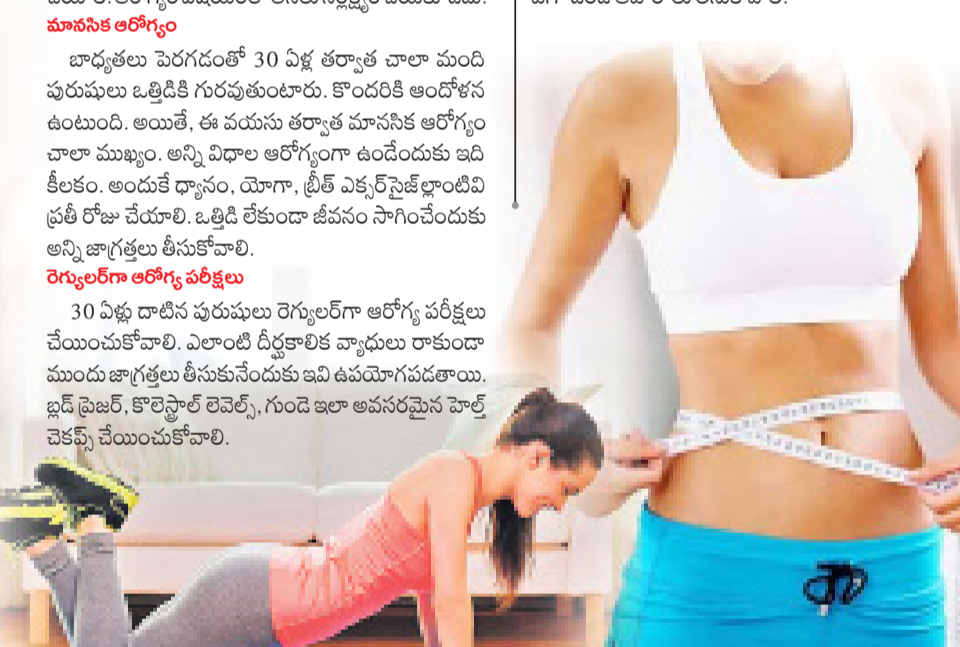 మానసిక ఆరోగ్యం
బాధ్యతలు పెరగడంతో 30 ఏళ్ల తర్వాత చాలా మంది
పురుషులు ఒత్తిడికి గురవుతుంటారు. కొందరికి ఆందోళన
ఉంటుంది. అయితే, ఈ వయసు తర్వాత మానసిక ఆరోగ్యం
చాలా ముఖ్యం. అన్ని విధాల ఆరోగ్యంగా ఉండేందుకు ఇది
కీలకం. అందుకే ధ్యానం, యోగా, బ్రీత్ ఎక్సర్‌సైజ్‌ల్లాంటివి
ప్రతీ రోజు చేయాలి. ఒత్తిడి లేకుండా జీవనం సాగించేందుకు
అన్ని జాగ్రత్తలు తీసుకోవాలి.
రెగ్యులర్‌గా ఆరోగ్య పరీక్షలు
30 ఏళ్లు దాటిన పురుషులు రెగ్యులర్‌గా ఆరోగ్య పరీక్షలు
చేయించుకోవాలి. ఎలాంటి దీర్ఘకాలిక వ్యాధులు రాకుండా
ముందు జాగ్రత్తలు తీసుకునేందుకు ఇవి ఉపయోగపడతాయి.
బ్లడ్ ప్రెజర్, కొలెస్ట్రాల్ లెవెల్స్, గుండె ఇలా అవసరమైన హెల్త్
చెకప్స్ చేయించుకోవాలి.